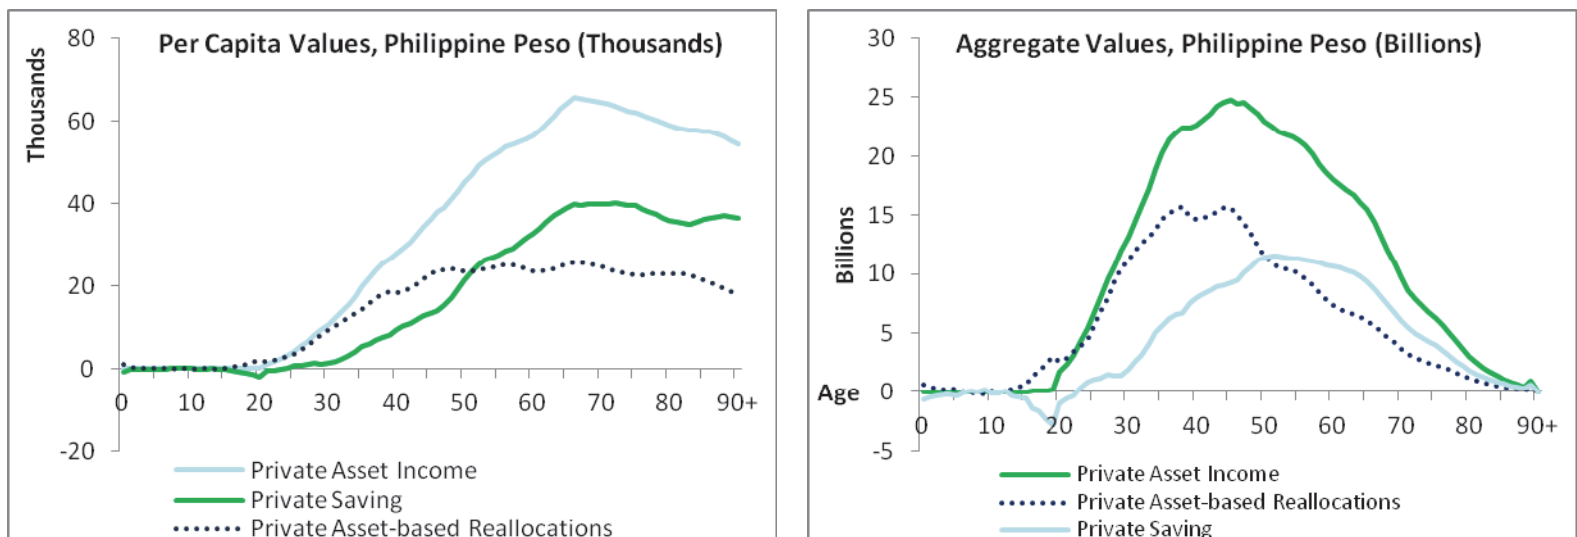 Per Capita Values, Philippine Peso (Thousands)
Thousands
80
60
40
20
0
-20
0 10 20 30 40 50 60 70 80 90+
Private Asset Income
Private Saving
Private Asset-based Reallocations
Aggregate Values, Philippine Peso (Billions)
Billions
30
25
20
15
10
5
0
-5
Age
0 10 20 30 40 50 60 70 80 90+
Private Asset Income
Private Asset-based Reallocations
Private Saving